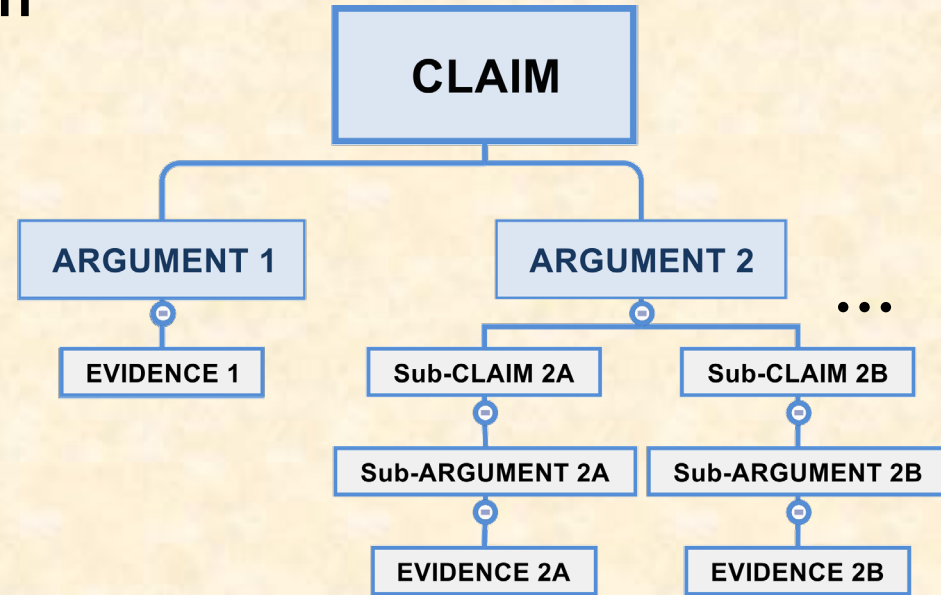 CLAIM
ARGUMENT 1
ARGUMENT 2
...
EVIDENCE 1
Sub-CLAIM 2A
Sub-CLAIM 2B
Sub-ARGUMENT 2A
Sub-ARGUMENT 2B
EVIDENCE 2A
EVIDENCE 2B